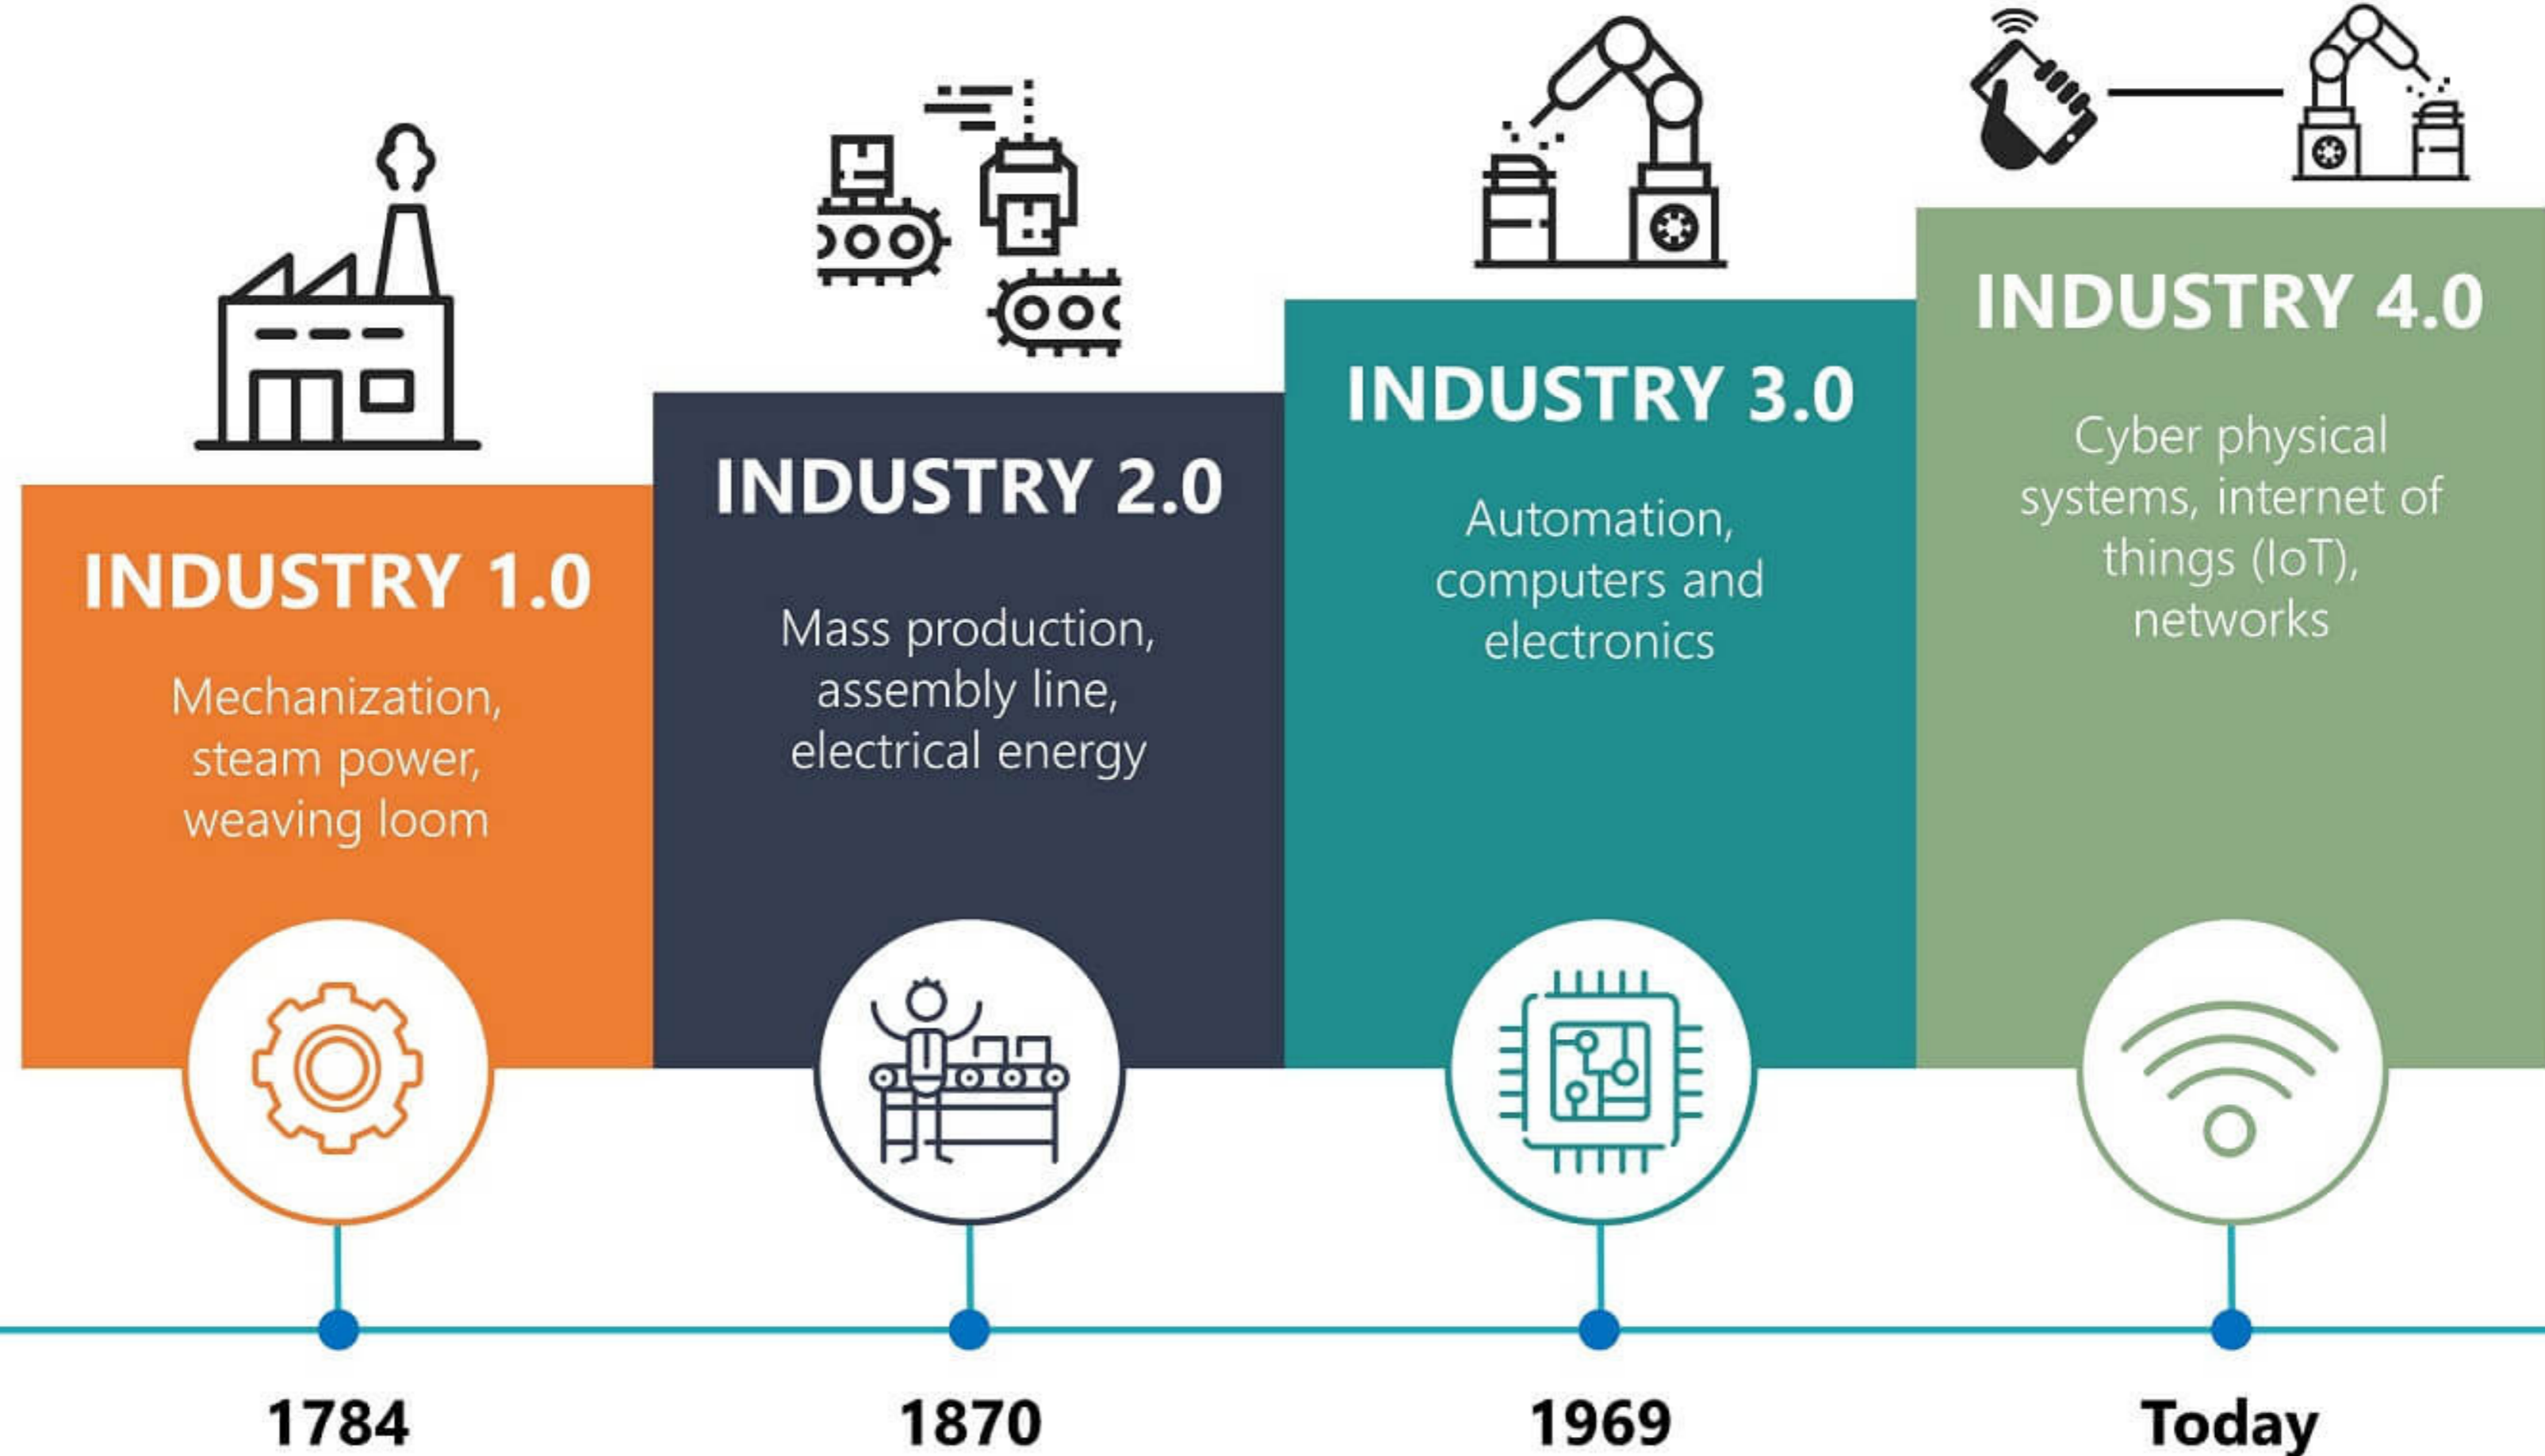 INDUSTRY 1.0
Mechanization,
steam power,
weaving loom
1784
INDUSTRY 2.0
Mass production,
assembly line,
electrical energy
1870
INDUSTRY 3.0
Automation,
computers and
electronics
1969
INDUSTRY 4.0
Cyber physical
systems, internet of
things (IoT),
networks
Today